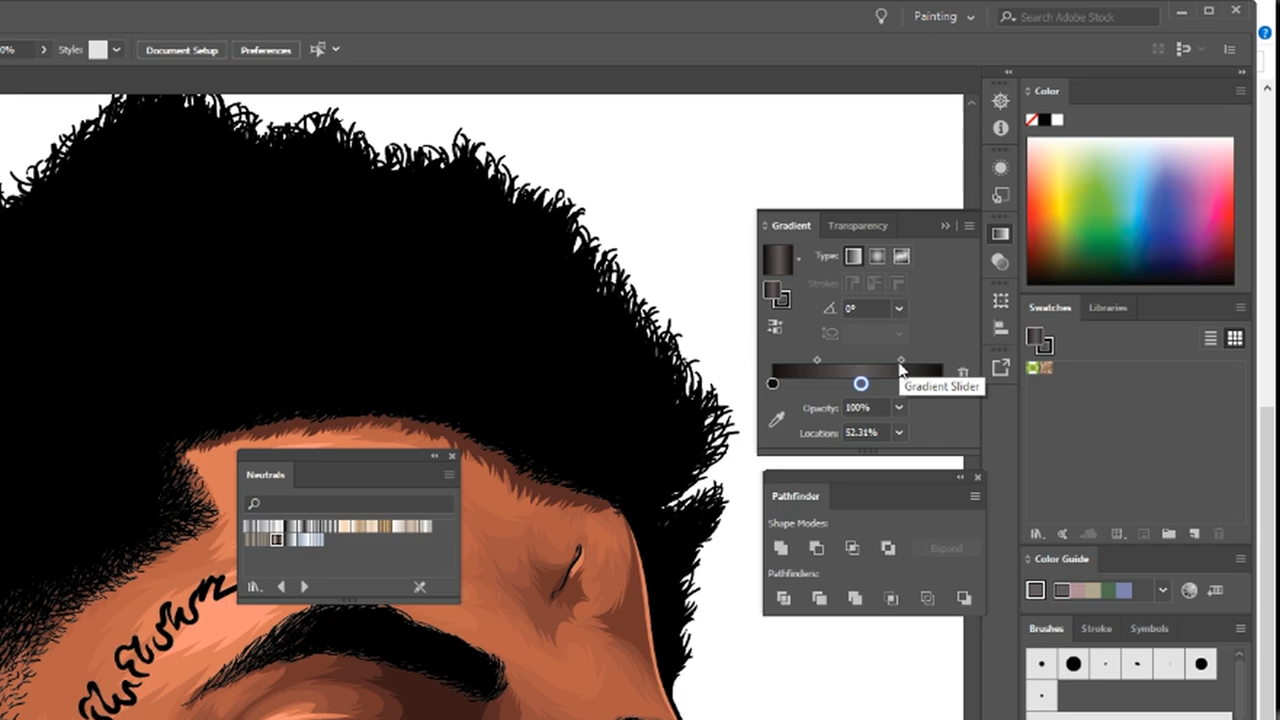 Painting
Search Adobe Stock
0%
Style:
Document Setup
Preferences
Color
Gradient
Transparency
Type:
Stroke:
0°
Gradient Slider
Opacity:
100%
Location:
52.31%
Swatches
Libraries
Neutrals
Pathfinder
Shape Modes:
Expand
Pathfinders:
Color Guide
Brushes
Stroke
Symbols